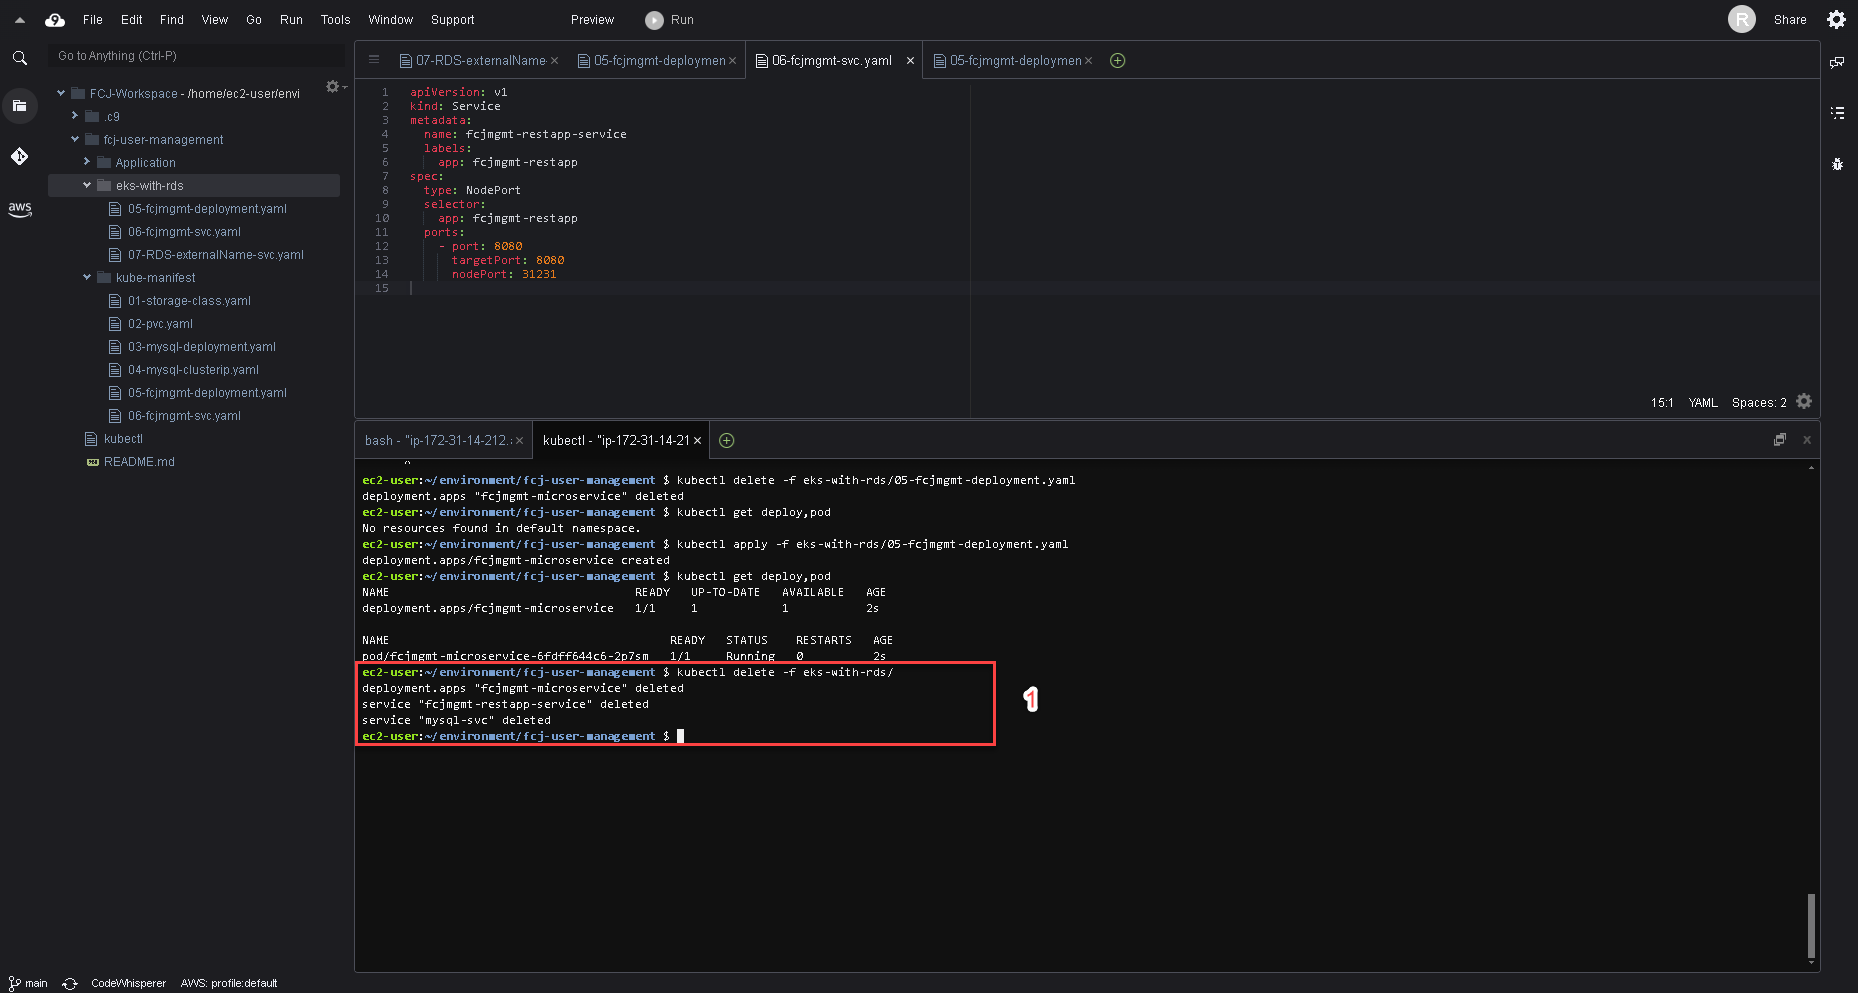 File Edit Find View Go Run Tools Window Support Preview Run R Share
Go to Anything (Ctrl-P)
FCJ-Workspace - /home/ec2-user/envi
.c9
fcj-user-management
Application
eks-with-rds
05-fcjmgmt-deployment.yaml
06-fcjmgmt-svc.yaml
07-RDS-externalName-svc.yaml
kube-manifest
01-storage-class.yaml
02-pvc.yaml
03-mysql-deployment.yaml
04-mysql-clusterip.yaml
05-fcjmgmt-deployment.yaml
06-fcjmgmt-svc.yaml
kubectl
README.md
aws
07-RDS-externalName 05-fcjmgmt-deploymen 06-fcjmgmt-svc.yaml 05-fcjmgmt-deploymen
1 apiVersion: v1
2 kind: Service
3 metadata:
4 name: fcjmgmt-restapp-service
5 labels:
6 app: fcjmgmt-restapp
7 spec:
8 type: NodePort
9 selector:
10 app: fcjmgmt-restapp
11 ports:
12 - port: 8080
13 targetPort: 8080
14 nodePort: 31231
15
15:1 YAML Spaces: 2
bash - "ip-172-31-14-212. kubectl - "ip-172-31-14-21
ec2-user:~/environment/fcj-user-management $ kubectl delete -f eks-with-rds/05-fcjmgmt-deployment.yaml
deployment.apps "fcjmgmt-microservice" deleted
ec2-user:~/environment/fcj-user-management $ kubectl get deploy,pod
No resources found in default namespace.
ec2-user:~/environment/fcj-user-management $ kubectl apply -f eks-with-rds/05-fcjmgmt-deployment.yaml
deployment.apps/fcjmgmt-microservice created
ec2-user:~/environment/fcj-user-management $ kubectl get deploy,pod
NAME READY UP-TO-DATE AVAILABLE AGE
deployment.apps/fcjmgmt-microservice 1/1 1 1 2s
NAME READY STATUS RESTARTS AGE
pod/fcjmgmt-microservice-6fdff644c6-2p7sm 1/1 Running 0 2s
ec2-user:~/environment/fcj-user-management $ kubectl delete -f eks-with-rds/
deployment.apps "fcjmgmt-microservice" deleted
service "fcjmgmt-restapp-service" deleted
service "mysql-svc" deleted
ec2-user:~/environment/fcj-user-management $
1
main CodeWhisperer AWS: profile:default